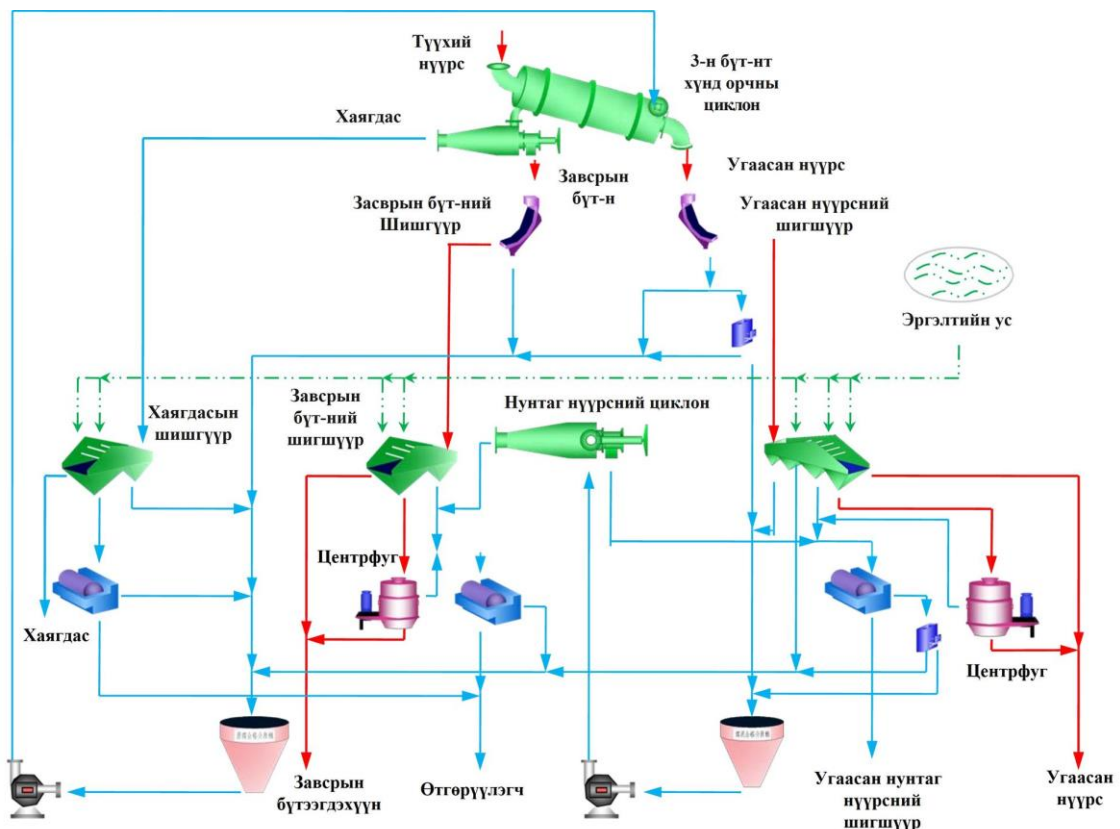 Түүхий
нүүрс
3-н бүт-нт
хүнд орчны
циклон
Хаягдас
Завсрын
бүт-н
Угаасан нүүрс
Засврын бүт-ний
Шишгүүр
Угаасан нүүрсний
шигшүүр
Эргэлтийн ус
Хаягдасын
шишгүүр
Завсрын
бүт-ний
шигшүүр
Нунтаг нүүрсний циклон
Центрфуг
Хаягдас
Центрфуг
Завсрын
бүтээгдэхүүн
Өтгөрүүлэгч
Угаасан нунтаг
нүүрсний
шигшүүр
Угаасан
нүүрс